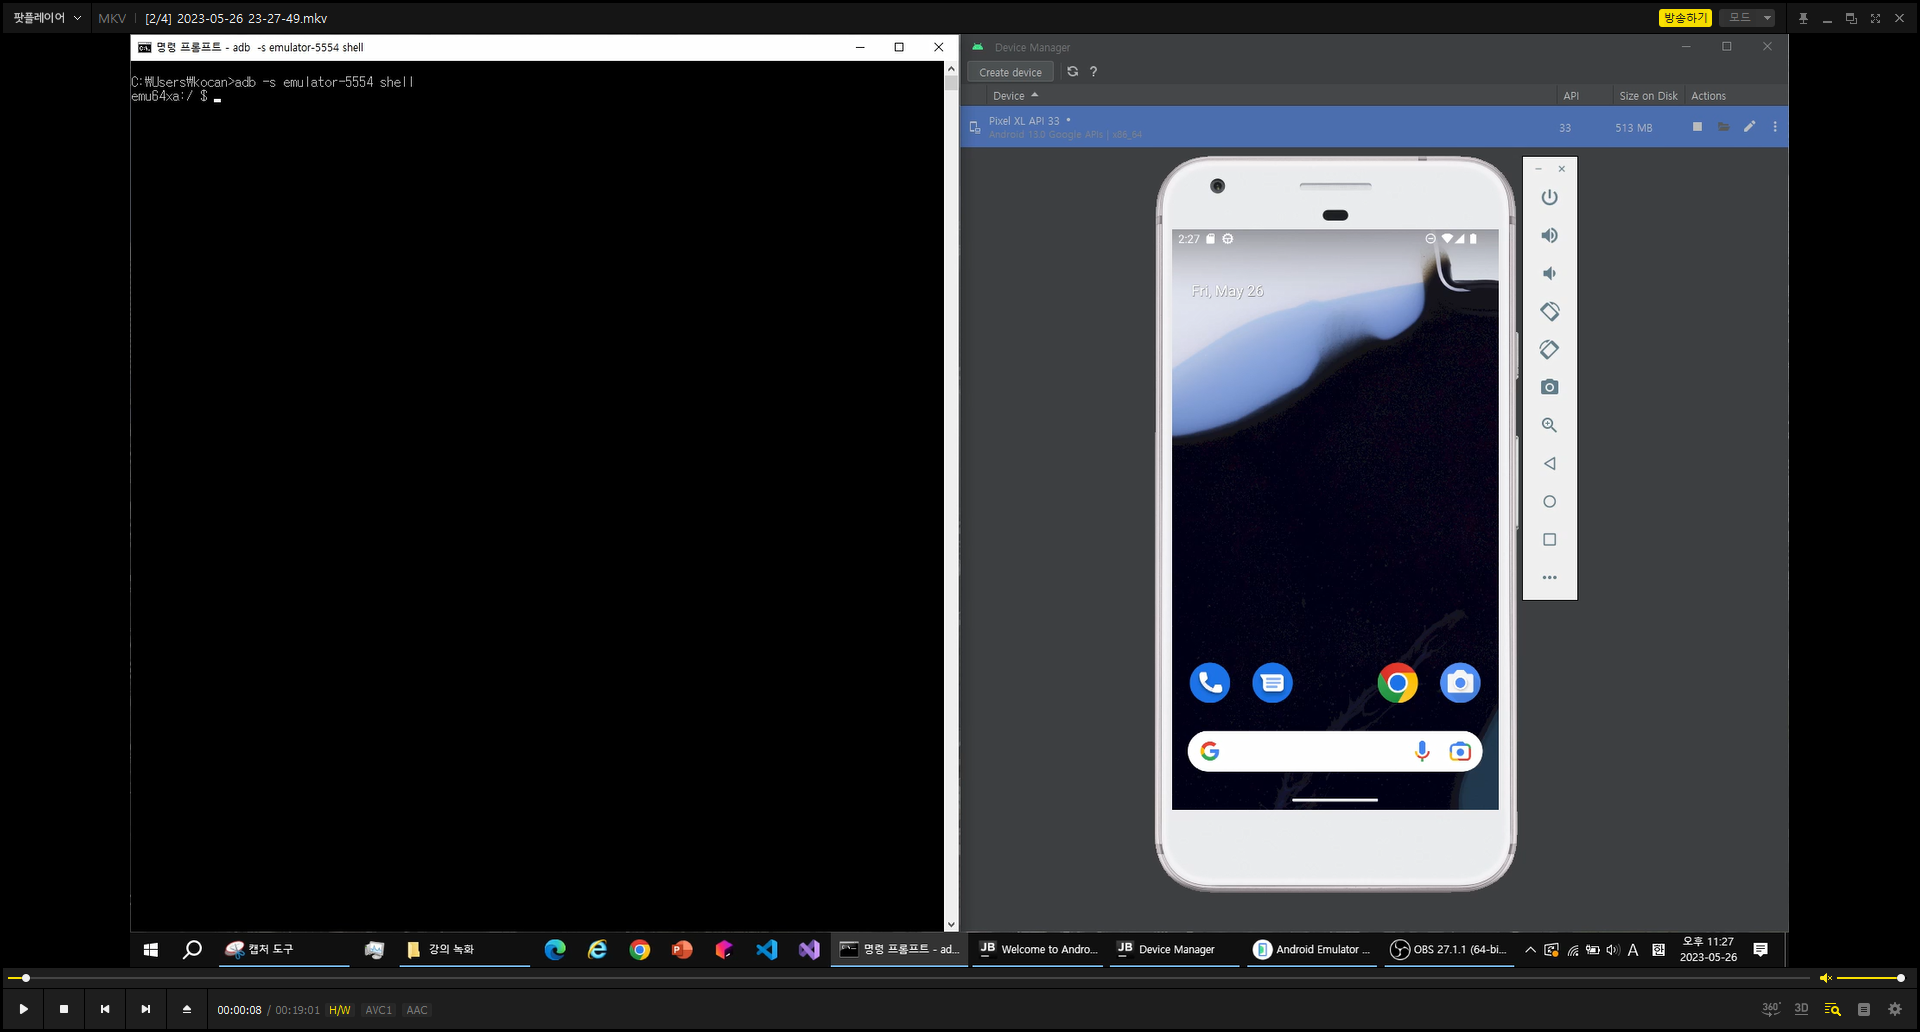 팟플레이어
MKV
[2/4] 2023-05-26 23-27-49.mkv
방송하기
모드
명령 프롬프트 - adb  -s emulator-5554 shell
C:₩Users₩kocan>adb -s emulator-5554 shell
emu64xa:/ $
Device Manager
Create device
?
Device
API
Size on Disk
Actions
Pixel XL API 33
Android 13.0 Google APIs | x86_64
33
513 MB
2:27
Fri, May 26
캡처 도구
강의 녹화
명령 프롬프트 - ad...
Welcome to Andro...
Device Manager
Android Emulator ...
OBS 27.1.1 (64-bi...
A
한
오후 11:27
2023-05-26
00:00:08 / 00:19:01
H/W
AVC1
AAC
360°
3D